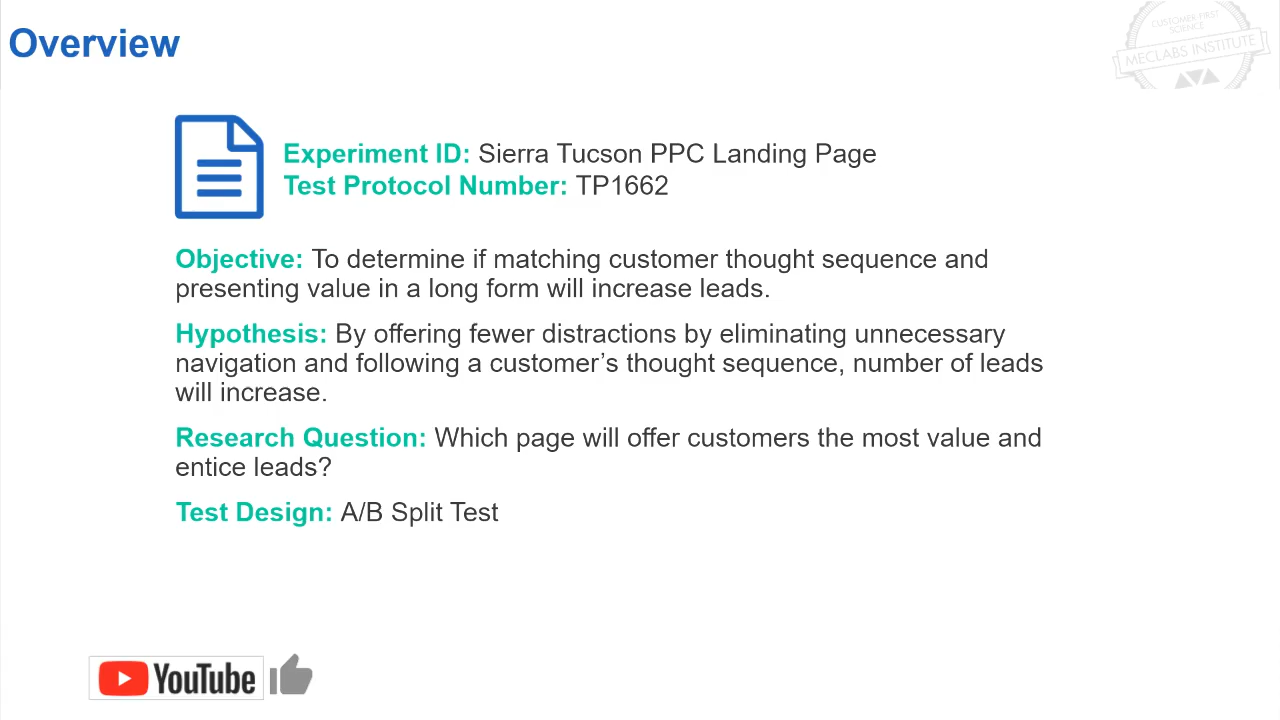 Overview
CUSTOMER FIRST
SCIENCE
MECLABS INSTITUTE
Experiment ID: Sierra Tucson PPC Landing Page
Test Protocol Number: TP1662
Objective: To determine if matching customer thought sequence and
presenting value in a long form will increase leads.
Hypothesis: By offering fewer distractions by eliminating unnecessary
navigation and following a customer’s thought sequence, number of leads
will increase.
Research Question: Which page will offer customers the most value and
entice leads?
Test Design: A/B Split Test
YouTube